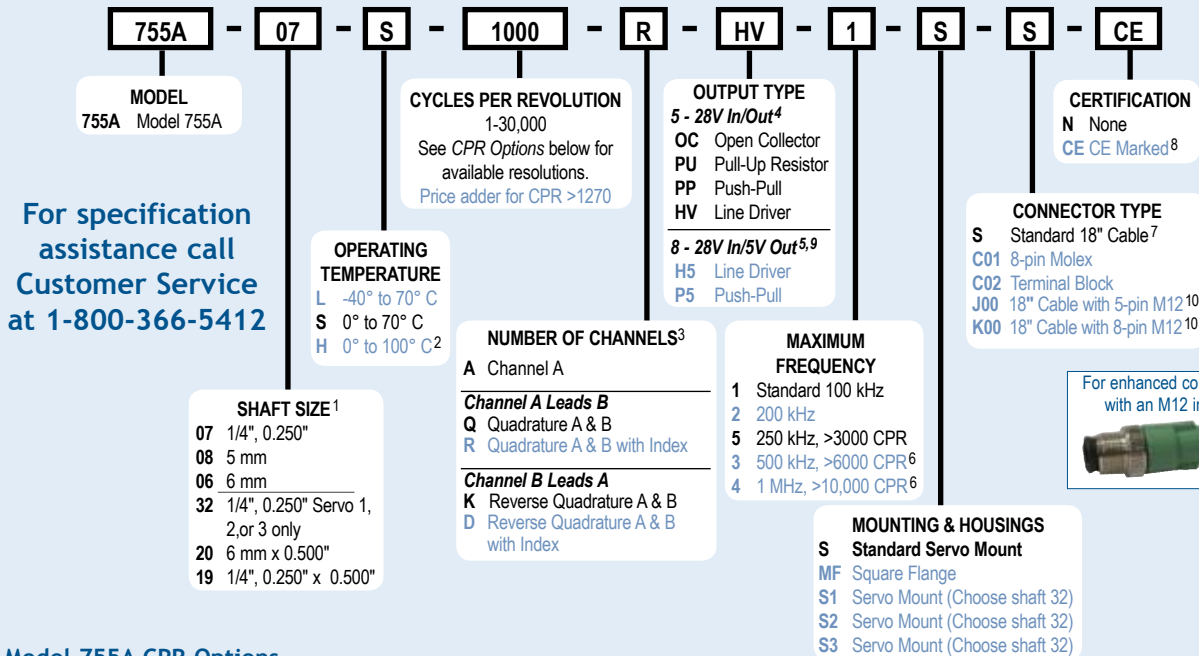 755A - 07 - S - 1000 - R - HV - 1 - S - S - CE
MODEL
755A Model 755A
For specification
assistance call
Customer Service
at 1-800-366-5412
SHAFT SIZE 1
07 1/4", 0.250"
08 5 mm
06 6 mm
32 1/4", 0.250" Servo 1,
2,or 3 only
20 6 mm x 0.500"
19 1/4", 0.250" x 0.500"
OPERATING
TEMPERATURE
L -40° to 70° C
S 0° to 70° C
H 0° to 100° C 2
CYCLES PER REVOLUTION
1-30,000
See CPR Options below for
available resolutions.
Price adder for CPR >1270
NUMBER OF CHANNELS3
A Channel A
Channel A Leads B
Q Quadrature A & B
R Quadrature A & B with Index
Channel B Leads A
K Reverse Quadrature A & B
D Reverse Quadrature A & B
with Index
OUTPUT TYPE
5 - 28V In/Out4
OC Open Collector
PU Pull-Up Resistor
PP Push-Pull
HV Line Driver
8 - 28V In/5V Out5,9
H5 Line Driver
P5 Push-Pull
MAXIMUM
FREQUENCY
1 Standard 100 kHz
2 200 kHz
5 250 kHz, >3000 CPR
3 500 kHz, >6000 CPR6
4 1 MHz, >10,000 CPR6
MOUNTING & HOUSINGS
S Standard Servo Mount
MF Square Flange
S1 Servo Mount (Choose shaft 32)
S2 Servo Mount (Choose shaft 32)
S3 Servo Mount (Choose shaft 32)
CONNECTOR TYPE
S Standard 18" Cable7
C01 8-pin Molex
C02 Terminal Block
J00 18" Cable with 5-pin M12 10
K00 18" Cable with 8-pin M12 10
CERTIFICATION
N None
CE CE Marked8
For enhanced co
with an M12 i
Model 755A CPR Options